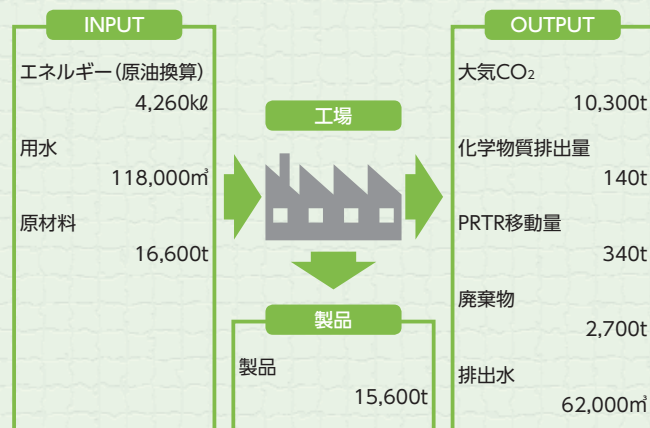 INPUT
エネルギー(原油換算)
4,260kℓ
用水
118,000㎥
原材料
16,600t
工場
製品
製品
15,600t
OUTPUT
大気CO₂
10,300t
化学物質排出量
140t
PRTR移動量
340t
廃棄物
2,700t
排出水
62,000㎥